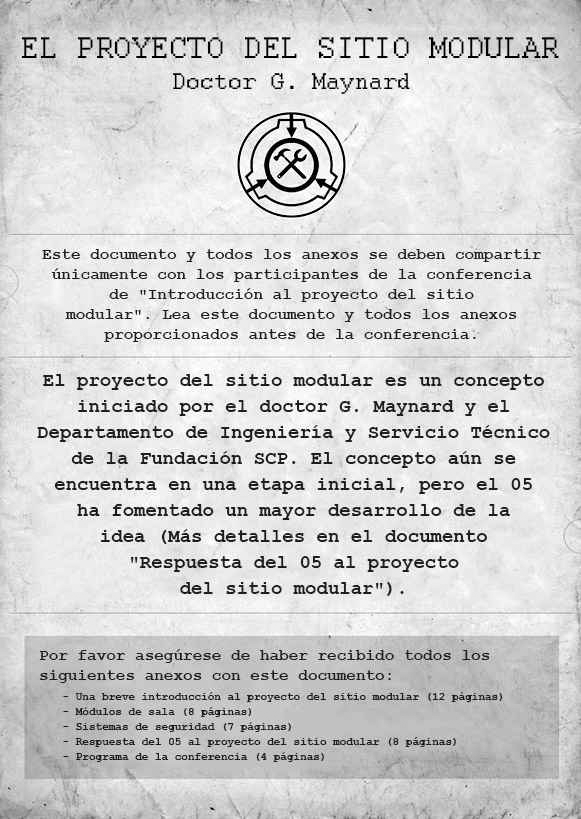 EL PROYECTO DEL SITIO MODULAR
Doctor G. Maynard
Este documento y todos los anexos se deben compartir
únicamente con los participantes de la conferencia
de "Introducción al proyecto del sitio
modular". Lea este documento y todos los anexos
proporcionados antes de la conferencia.
El proyecto del sitio modular es un concepto
iniciado por el doctor G. Maynard y el
Departamento de Ingeniería y Servicio Técnico
de la Fundación SCP. El concepto aún se
encuentra en una etapa inicial, pero el O5
ha fomentado un mayor desarrollo de la
idea (Más detalles en el documento
"Respuesta del O5 al proyecto
del sitio modular").
Por favor asegúrese de haber recibido todos los
siguientes anexos con este documento:
- Una breve introducción al proyecto del sitio modular (12 páginas)
- Módulos de sala (8 páginas)
- Sistemas de seguridad (7 páginas)
- Respuesta del O5 al proyecto del sitio modular (8 páginas)
- Programa de la conferencia (4 páginas)